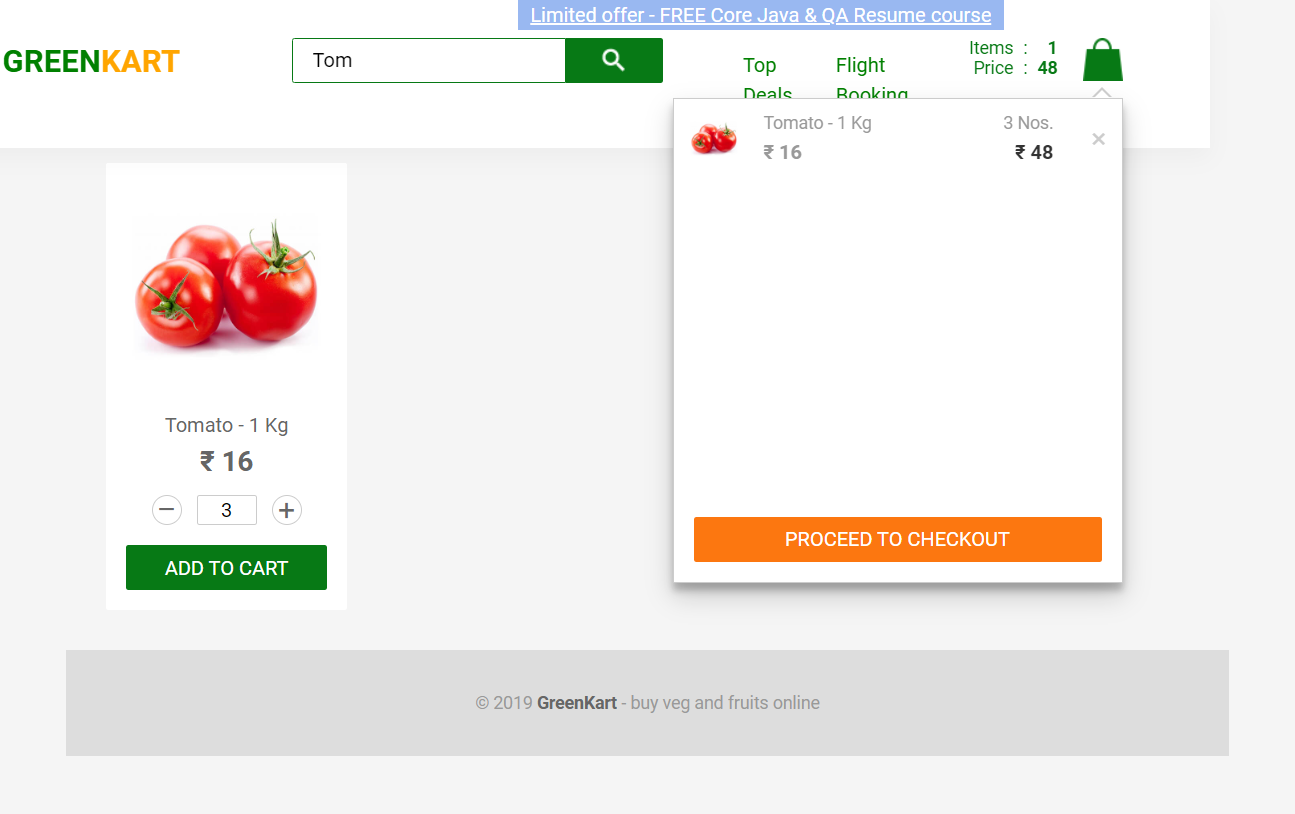 Limited offer - FREE Core Java & QA Resume course
GREENKART
Tom
Top Deals
Flight Booking
Items : 1
Price : 48
Tomato - 1 Kg 3 Nos. ×
₹ 16 ₹ 48
PROCEED TO CHECKOUT
Tomato - 1 Kg
₹ 16
− 3 +
ADD TO CART
© 2019 GreenKart - buy veg and fruits online